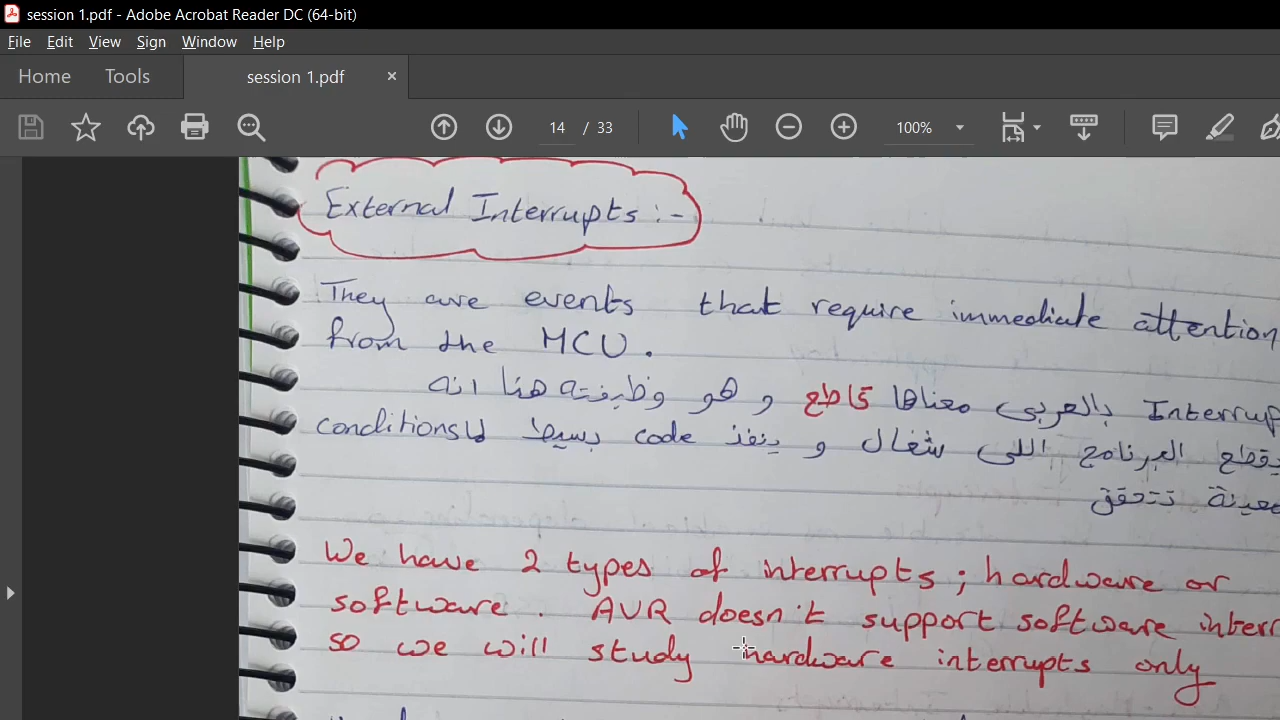 session 1.pdf - Adobe Acrobat Reader DC (64-bit)
File Edit View Sign Window Help
Home Tools session 1.pdf ×
14 / 33 100%
External Interrupts :-
They are events that require immediate attention
from the MCU .
Interrup بالعربى معناها قاطع و هو وظيفته هنا انه
يقطع البرنامج اللى شغال و ينفذ code بسيط لما conditions
معينة تتحقق
We have 2 types of interrupts ; hardware or
software . AVR doesn't support software interr
so we will study hardware interrupts only